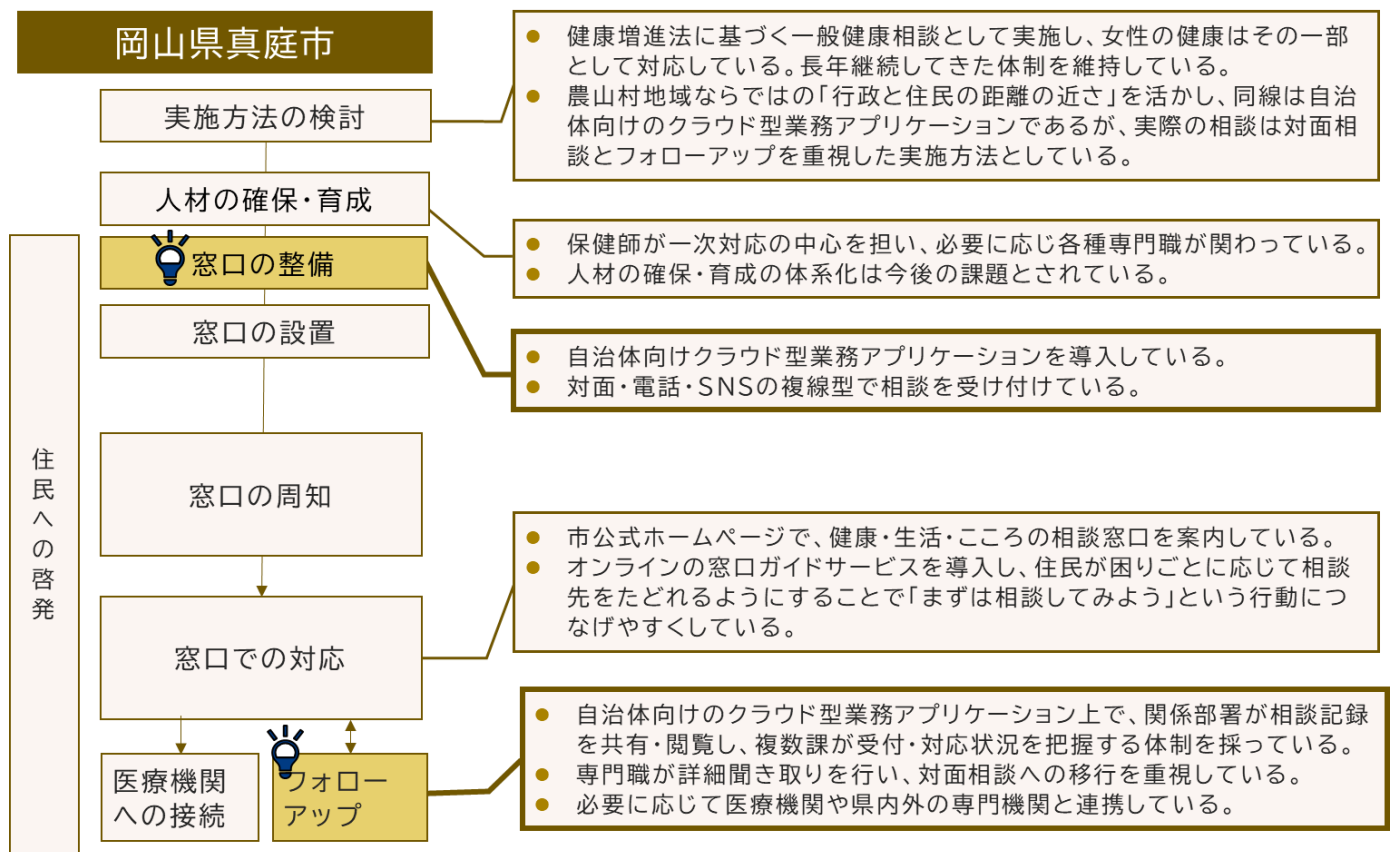 岡山県真庭市
実施方法の検討
人材の確保・育成
窓口の整備
窓口の設置
窓口の周知
窓口での対応
医療機関
への接続
フォロー
アップ
住民への啓発
● 健康増進法に基づく一般健康相談として実施し、女性の健康はその一部
として対応している。長年継続してきた体制を維持している。
● 農山村地域ならではの「行政と住民の距離の近さ」を活かし、同線は自治
体向けのクラウド型業務アプリケーションであるが、実際の相談は対面相
談とフォローアップを重視した実施方法としている。
● 保健師が一次対応の中心を担い、必要に応じ各種専門職が関わっている。
● 人材の確保・育成の体系化は今後の課題とされている。
● 自治体向けクラウド型業務アプリケーションを導入している。
● 対面・電話・SNSの複線型で相談を受け付けている。
● 市公式ホームページで、健康・生活・こころの相談窓口を案内している。
● オンラインの窓口ガイドサービスを導入し、住民が困りごとに応じて相談
先をたどれるようにすることで「まずは相談してみよう」という行動につ
なげやすくしている。
● 自治体向けのクラウド型業務アプリケーション上で、関係部署が相談記録
を共有・閲覧し、複数課が受付・対応状況を把握する体制を採っている。
● 専門職が詳細聞き取りを行い、対面相談への移行を重視している。
● 必要に応じて医療機関や県内外の専門機関と連携している。